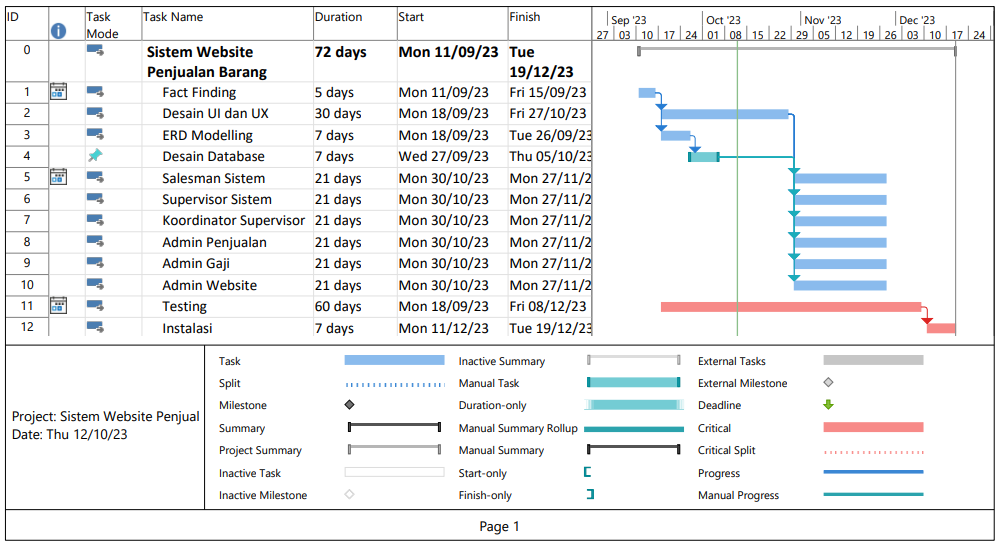 ID Task Mode Task Name Duration Start Finish
Sep '23 Oct '23 Nov '23 Dec '23
27 03 10 17 24 01 08 15 22 29 05 12 19 26 03 10 17 24
0 Sistem Website Penjualan Barang 72 days Mon 11/09/23 Tue 19/12/23
1 Fact Finding 5 days Mon 11/09/23 Fri 15/09/23
2 Desain UI dan UX 30 days Mon 18/09/23 Fri 27/10/23
3 ERD Modelling 7 days Mon 18/09/23 Tue 26/09/23
4 Desain Database 7 days Wed 27/09/23 Thu 05/10/23
5 Salesman Sistem 21 days Mon 30/10/23 Mon 27/11/2
6 Supervisor Sistem 21 days Mon 30/10/23 Mon 27/11/2
7 Koordinator Supervisor 21 days Mon 30/10/23 Mon 27/11/2
8 Admin Penjualan 21 days Mon 30/10/23 Mon 27/11/2
9 Admin Gaji 21 days Mon 30/10/23 Mon 27/11/2
10 Admin Website 21 days Mon 30/10/23 Mon 27/11/2
11 Testing 60 days Mon 18/09/23 Fri 08/12/23
12 Instalasi 7 days Mon 11/12/23 Tue 19/12/23
Project: Sistem Website Penjual
Date: Thu 12/10/23
Task
Split
Milestone
Summary
Project Summary
Inactive Task
Inactive Milestone
Inactive Summary
Manual Task
Duration-only
Manual Summary Rollup
Manual Summary
Start-only
Finish-only
External Tasks
External Milestone
Deadline
Critical
Critical Split
Progress
Manual Progress
Page 1